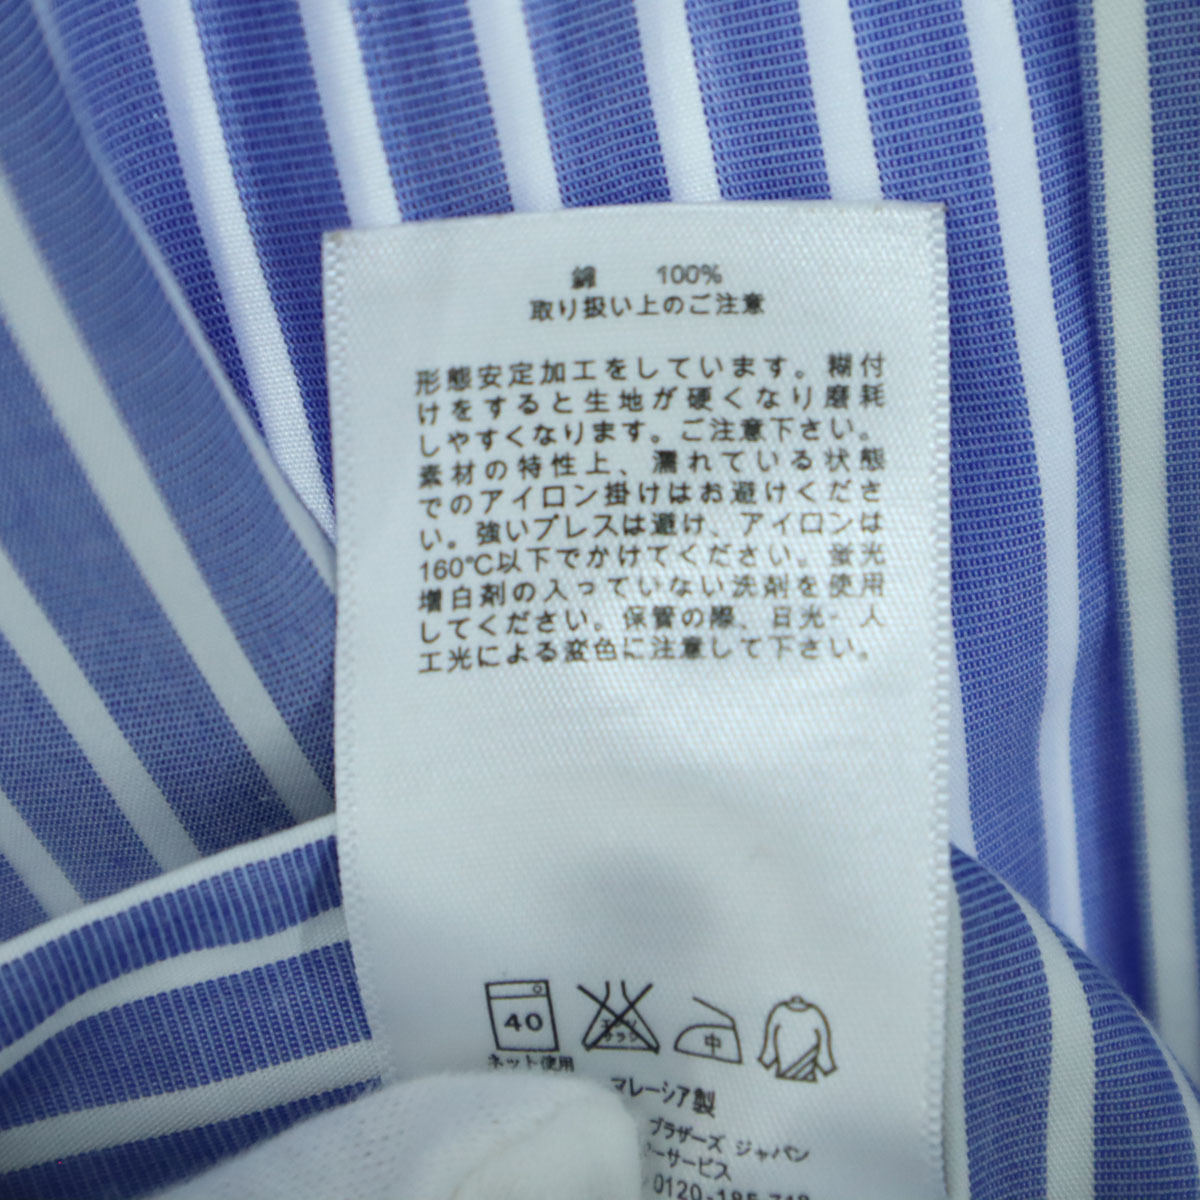 綿 100%
取り扱い上のご注意
形態安定加工をしています。糊付
けをすると生地が硬くなり磨耗
しやすくなります。ご注意下さい。
素材の特性上、濡れている状態
でのアイロン掛けはお避けくださ
い。強いプレスは避け、アイロンは
160℃以下でかけてください。蛍光
増白剤の入っていない洗剤を使用
してください。保管の際、日光・人
工光による変色に注意して下さい。
40
エンソ
サラシ
中
ネット使用
マレーシア製
ブラザーズ ジャパン
ーサービス
0120-185-718